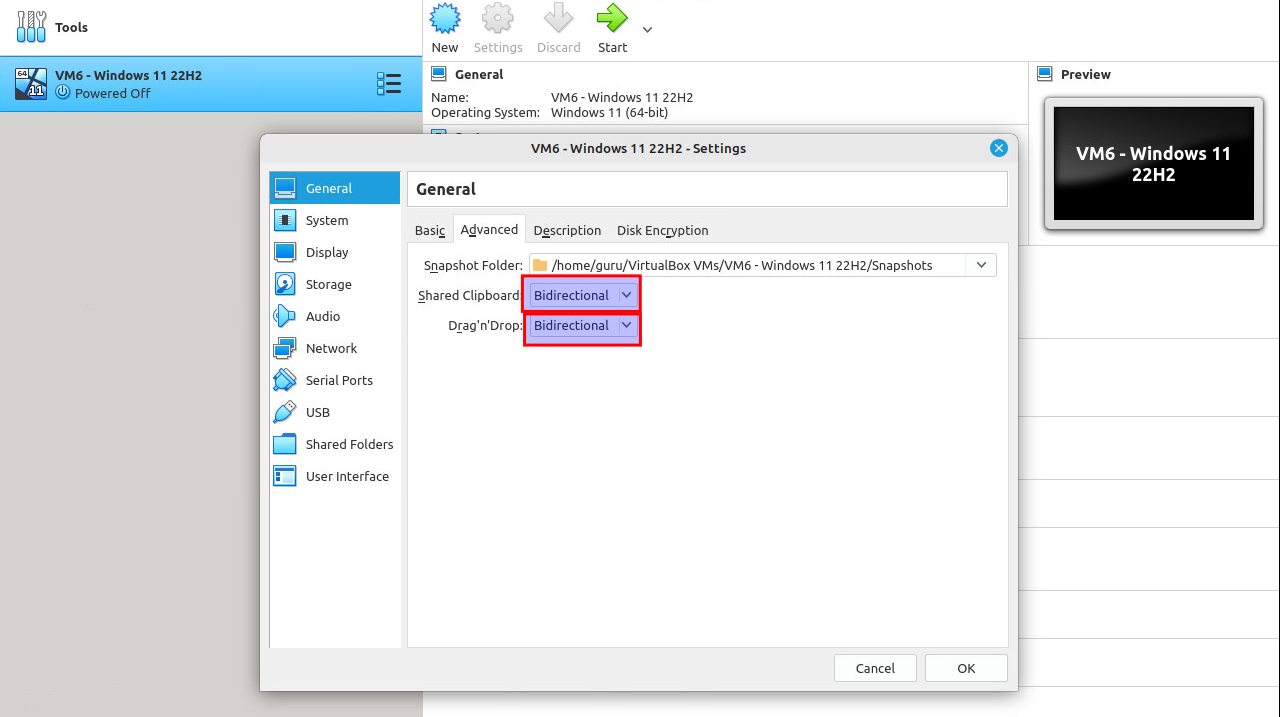 Tools
64
11
VM6 - Windows 11 22H2
Powered Off
New
Settings
Discard
Start
General
Name: VM6 - Windows 11 22H2
Operating System: Windows 11 (64-bit)
Preview
VM6 - Windows 11
22H2
VM6 - Windows 11 22H2 - Settings
General
System
Display
Storage
Audio
Network
Serial Ports
USB
Shared Folders
User Interface
General
Basic Advanced Description Disk Encryption
Snapshot Folder: /home/guru/VirtualBox VMs/VM6 - Windows 11 22H2/Snapshots
Shared Clipboard: Bidirectional
Drag'n'Drop: Bidirectional
Cancel
OK